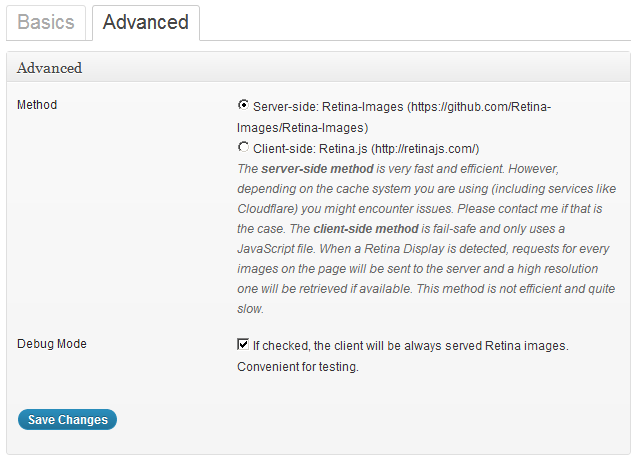 Basics
Advanced
Advanced
Method
Server-side: Retina-Images (https://github.com/Retina-
Images/Retina-Images)
Client-side: Retina.js (http://retinajs.com/)
The server-side method is very fast and efficient. However,
depending on the cache system you are using (including services like
Cloudflare) you might encounter issues. Please contact me if that is
the case. The client-side method is fail-safe and only uses a
JavaScript file. When a Retina Display is detected, requests for every
images on the page will be sent to the server and a high resolution
one will be retrieved if available. This method is not efficient and quite
slow.
Debug Mode
If checked, the client will be always served Retina images.
Convenient for testing.
Save Changes